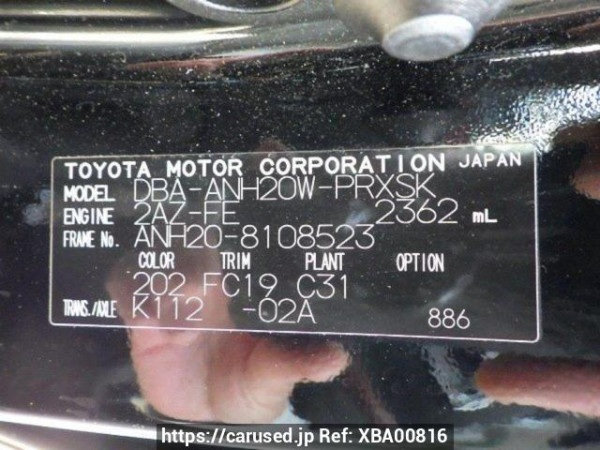 TOYOTA MOTOR CORPORATION JAPAN
MODEL DBA-ANH20W-PRXSK
ENGINE 2AZ-FE 2362 mL
FRAME No. ANH20-8108523
COLOR TRIM PLANT OPTION
202 FC19 C31
TRANS./AXLE K112 -02A 886
https://carused.jp Ref: XBA00816